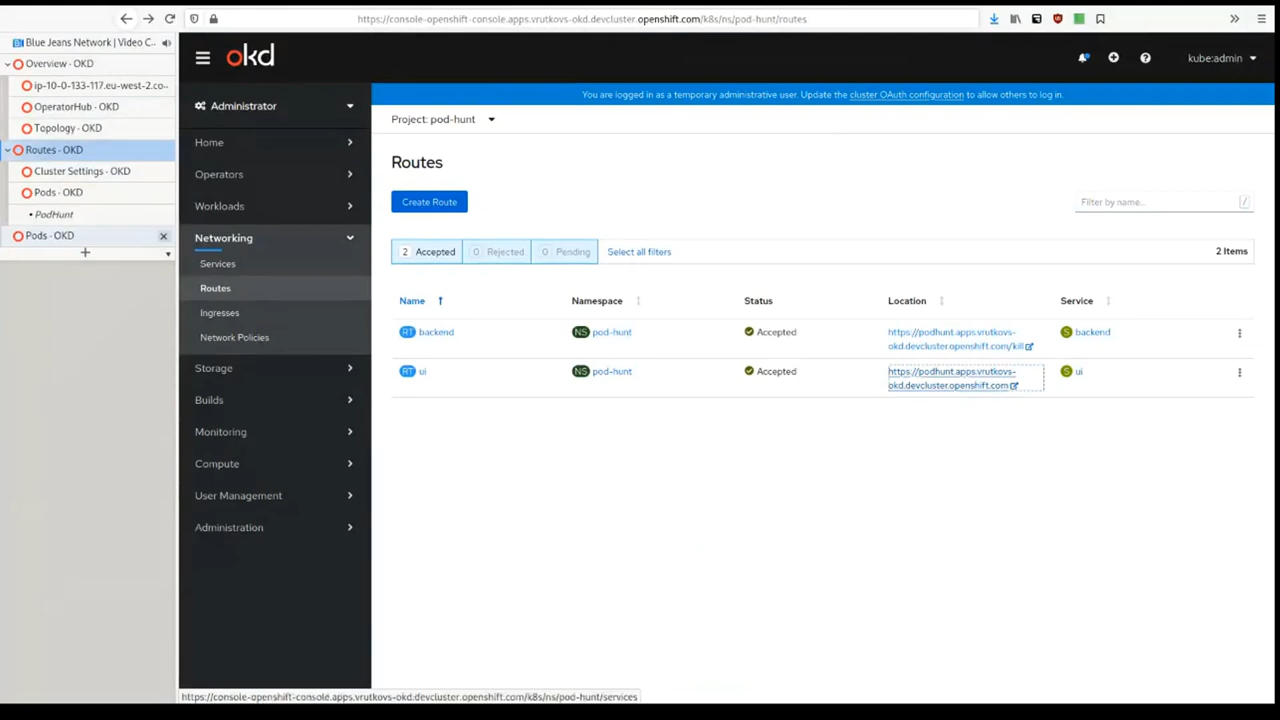 https://console-openshift-console.apps.vrutkovs-okd.devcluster.openshift.com/k8s/ns/pod-hunt/routes
Blue Jeans Network | Video C...
Overview - OKD
ip-10-0-133-117.eu-west-2.co...
OperatorHub - OKD
Topology - OKD
Routes - OKD
Cluster Settings - OKD
Pods - OKD
• PodHunt
Pods - OKD
okd
kube:admin
Administrator
Home
Operators
Workloads
Networking
Services
Routes
Ingresses
Network Policies
Storage
Builds
Monitoring
Compute
User Management
Administration
You are logged in as a temporary administrative user. Update the cluster OAuth configuration to allow others to log in.
Project: pod-hunt
Routes
Create Route
Filter by name...
/
2 Accepted
0 Rejected
0 Pending
Select all filters
2 Items
Name
Namespace
Status
Location
Service
RT backend
NS pod-hunt
Accepted
https://podhunt.apps.vrutkovs-
okd.devcluster.openshift.com/kill
S backend
RT ui
NS pod-hunt
Accepted
https://podhunt.apps.vrutkovs-
okd.devcluster.openshift.com
S ui
https://console-openshift-console.apps.vrutkovs-okd.devcluster.openshift.com/k8s/ns/pod-hunt/services